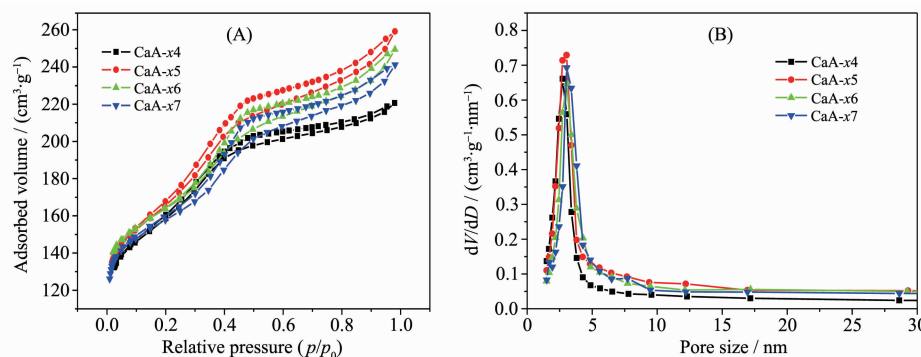 (A)
CaA-x4
CaA-x5
CaA-x6
CaA-x7
Adsorbed volume / (cm³·g⁻¹)
260
240
220
200
180
160
140
120
0.0 0.2 0.4 0.6 0.8 1.0
Relative pressure (p/p₀)
(B)
CaA-x4
CaA-x5
CaA-x6
CaA-x7
dV/dD / (cm³·g⁻¹·nm⁻¹)
0.8
0.7
0.6
0.5
0.4
0.3
0.2
0.1
0.0
0 5 10 15 20 25 30
Pore size / nm